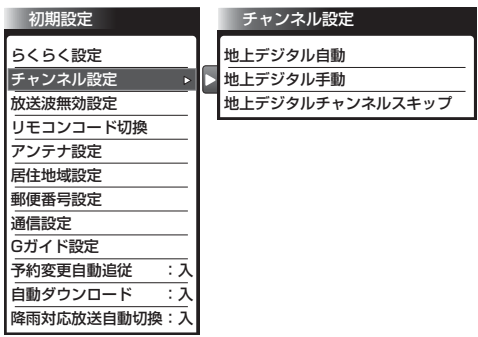 初期設定
らくらく設定
チャンネル設定
放送波無効設定
リモコンコード切換
アンテナ設定
居住地域設定
郵便番号設定
通信設定
Gガイド設定
予約変更自動追従 ：入
自動ダウンロード ：入
降雨対応放送自動切換：入
チャンネル設定
地上デジタル自動
地上デジタル手動
地上デジタルチャンネルスキップ